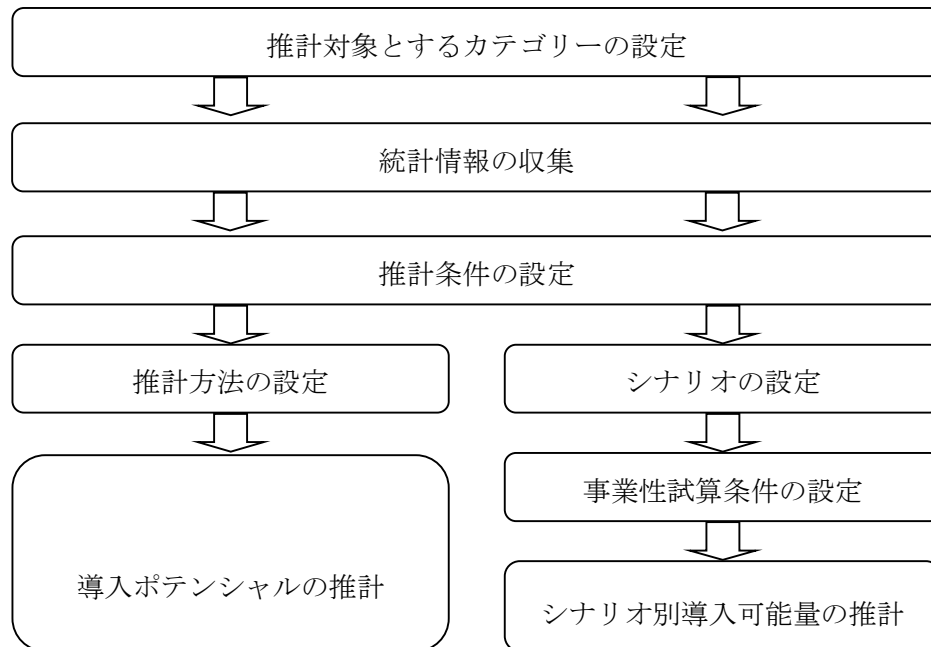 推計対象とするカテゴリーの設定
統計情報の収集
推計条件の設定
推計方法の設定
シナリオの設定
事業性試算条件の設定
導入ポテンシャルの推計
シナリオ別導入可能量の推計